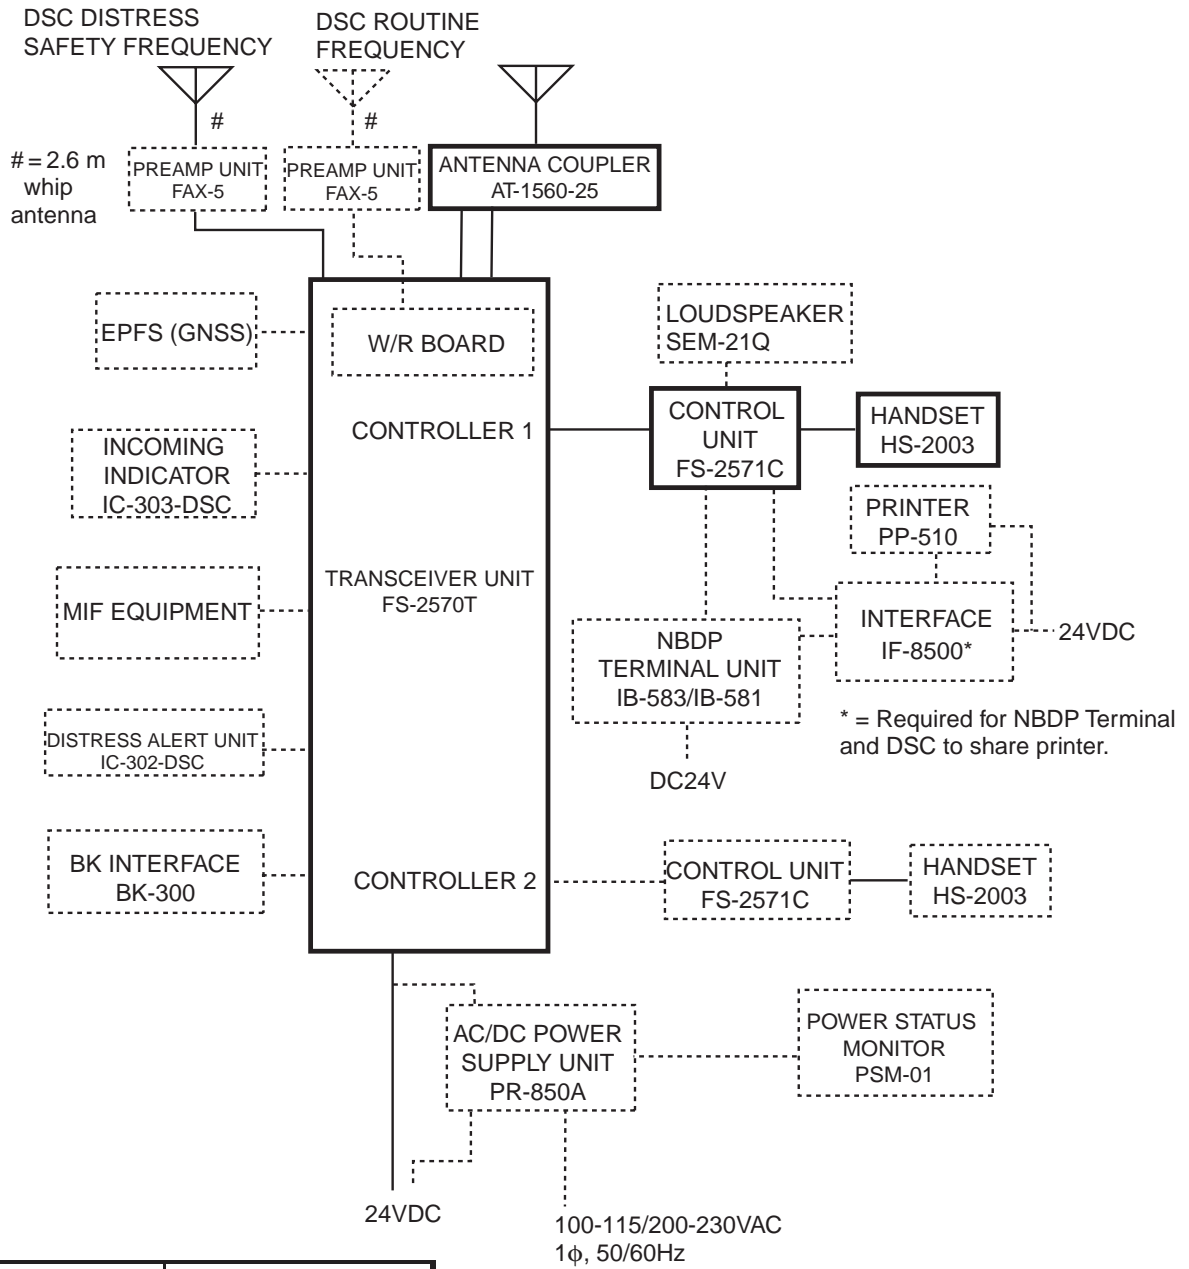 DSC DISTRESS
SAFETY FREQUENCY
DSC ROUTINE
FREQUENCY
#
#
# = 2.6 m
whip
antenna
PREAMP UNIT
FAX-5
PREAMP UNIT
FAX-5
ANTENNA COUPLER
AT-1560-25
EPFS (GNSS)
W/R BOARD
LOUDSPEAKER
SEM-21Q
CONTROLLER 1
CONTROL
UNIT
FS-2571C
HANDSET
HS-2003
INCOMING
INDICATOR
IC-303-DSC
PRINTER
PP-510
TRANSCEIVER UNIT
FS-2570T
MIF EQUIPMENT
NBDP
TERMINAL UNIT
IB-583/IB-581
INTERFACE
IF-8500*
24VDC
* = Required for NBDP Terminal
and DSC to share printer.
DISTRESS ALERT UNIT
IC-302-DSC
DC24V
BK INTERFACE
BK-300
CONTROLLER 2
CONTROL UNIT
FS-2571C
HANDSET
HS-2003
AC/DC POWER
SUPPLY UNIT
PR-850A
POWER STATUS
MONITOR
PSM-01
24VDC
100-115/200-230VAC
1ϕ, 50/60Hz